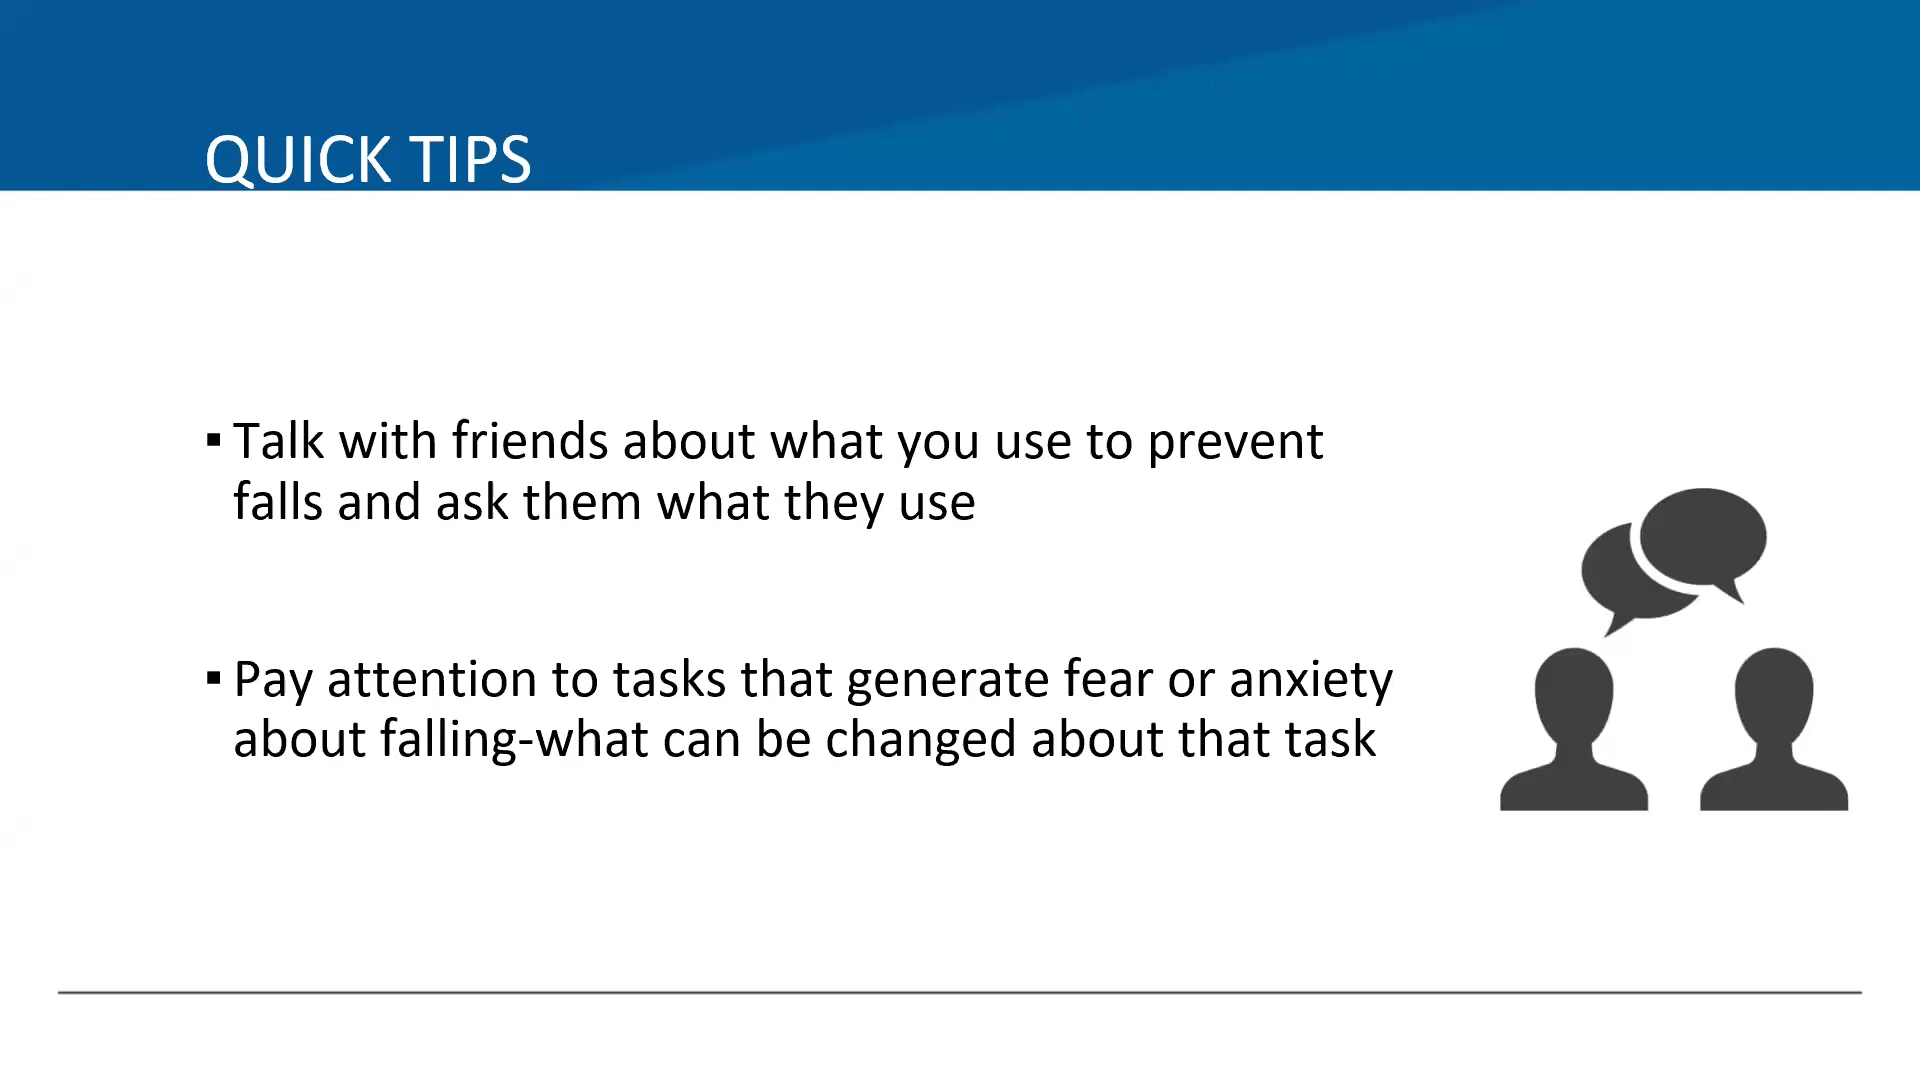 QUICK TIPS
▪ Talk with friends about what you use to prevent
falls and ask them what they use
▪ Pay attention to tasks that generate fear or anxiety
about falling-what can be changed about that task